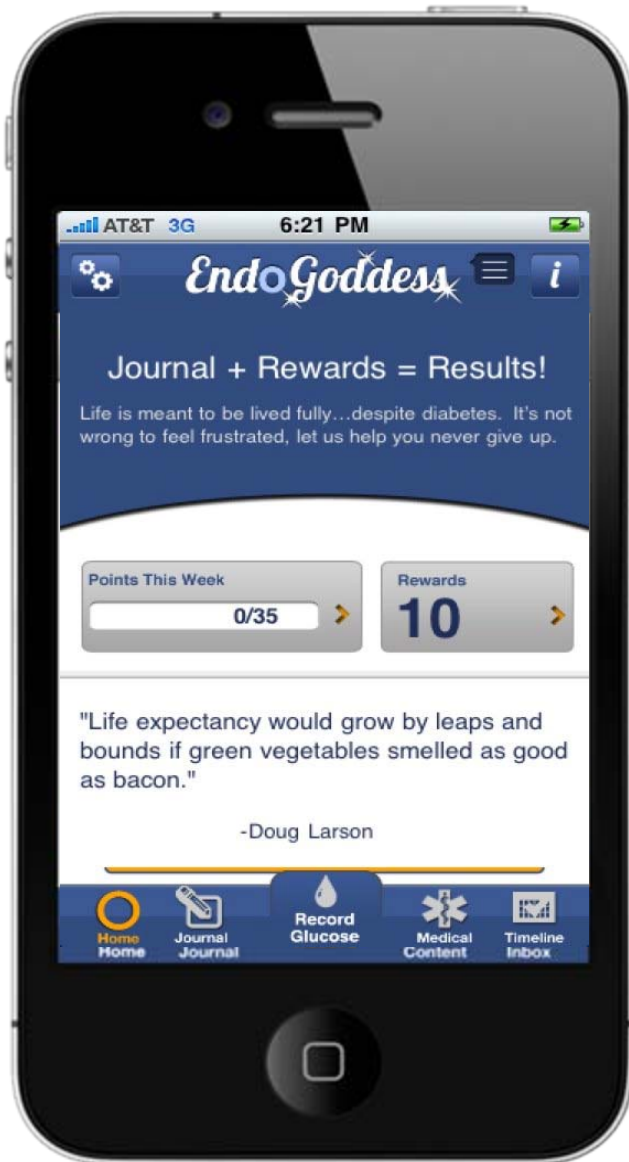 AT&T 3G 6:21 PM
EndoGoddess i
Journal + Rewards = Results!
Life is meant to be lived fully...despite diabetes. It's not
wrong to feel frustrated, let us help you never give up.
Points This Week
0/35
Rewards
10
"Life expectancy would grow by leaps and
bounds if green vegetables smelled as good
as bacon."
-Doug Larson
Home
Home
Journal
Journal
Record
Glucose
Medical
Content
Timeline
Inbox